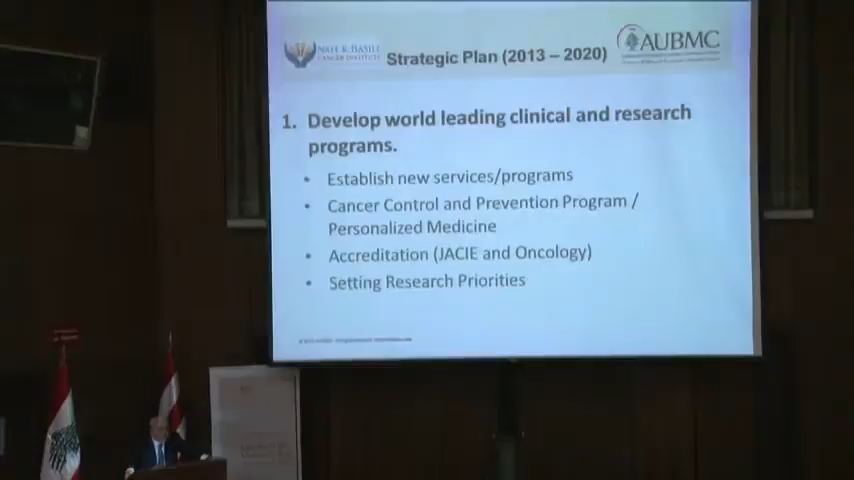 NAEF K. BASILE
CANCER INSTITUTE
Strategic Plan (2013 – 2020)
AUBMC
1. Develop world leading clinical and research
programs.
• Establish new services/programs
• Cancer Control and Prevention Program /
Personalized Medicine
• Accreditation (JACIE and Oncology)
• Setting Research Priorities